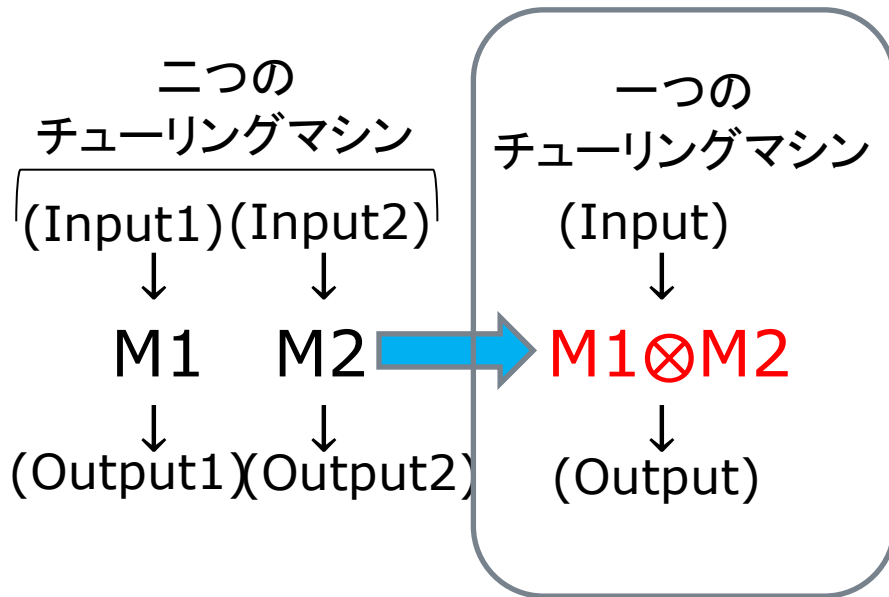 二つの
チューリングマシン
(Input1)(Input2)
↓ ↓
M1 M2
↓ ↓
(Output1)(Output2)
一つの
チューリングマシン
(Input)
↓
M1⊗M2
↓
(Output)